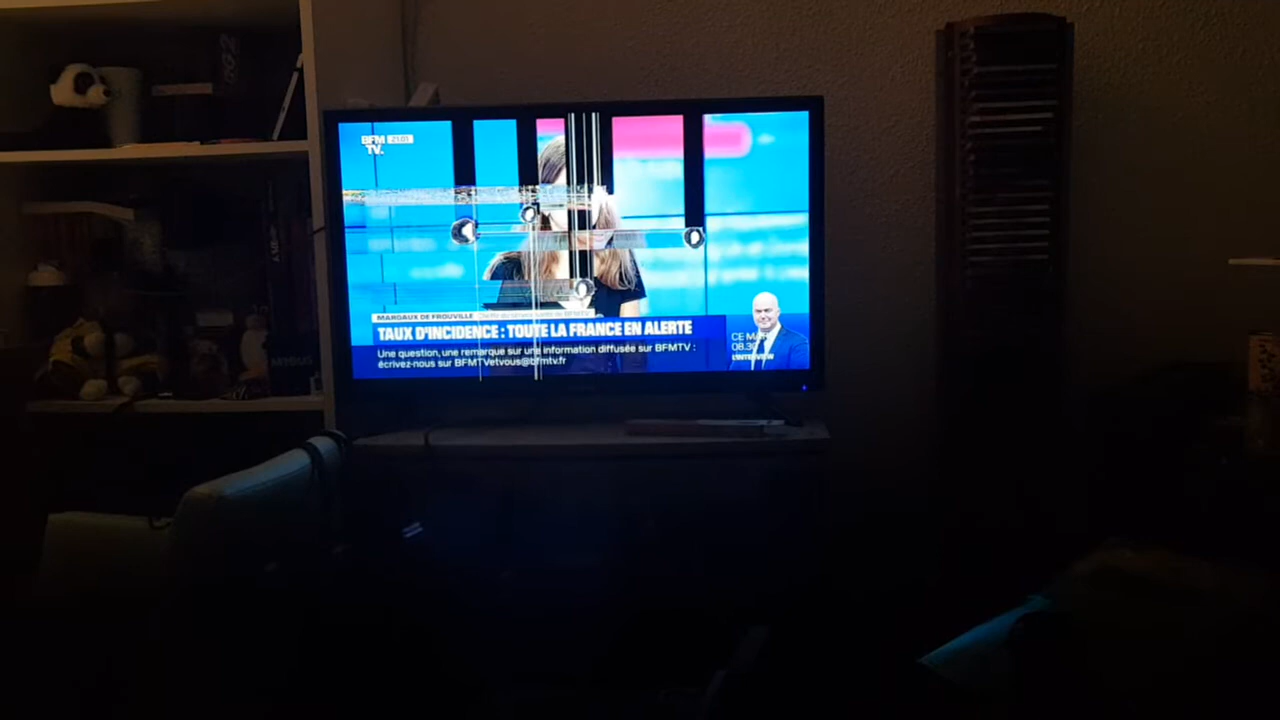 BFM
TV.
MARGAUX DE FROUVILLE
TAUX D'INCIDENCE : TOUTE LA FRANCE EN ALERTE
Une question, une remarque sur une information diffusée sur BFMTV :
écrivez-nous sur BFMTVetvous@bfmtv.fr
CE
08.30
L'INTERVIEW